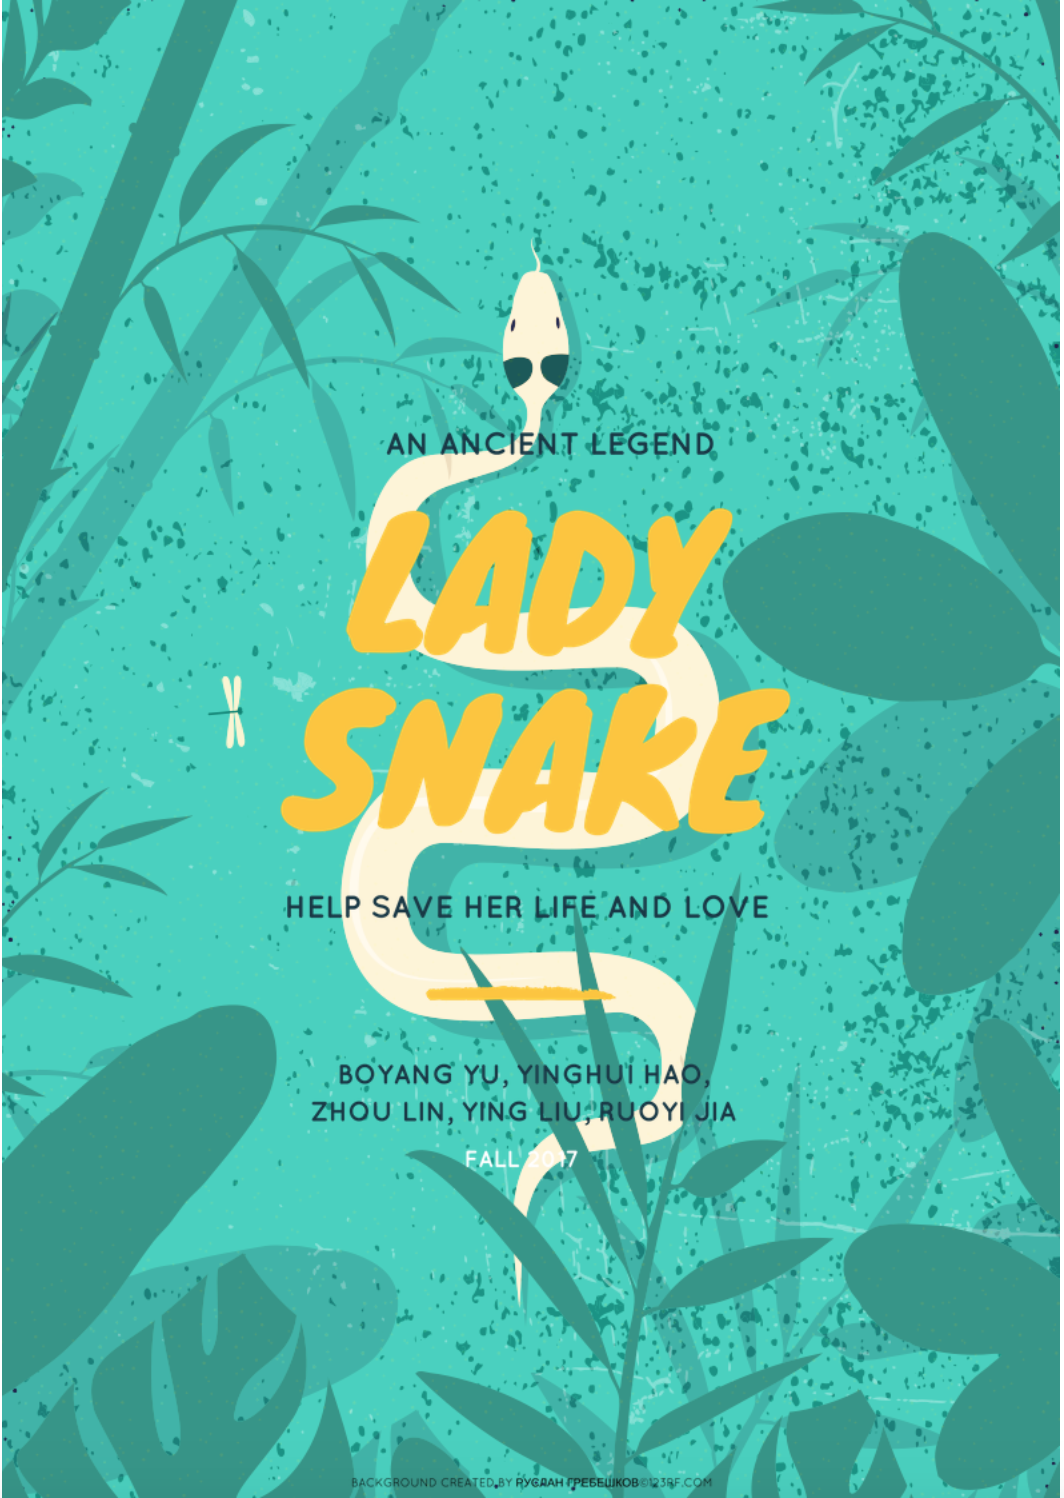 AN ANCIENT LEGEND
LADY
SNAKE
HELP SAVE HER LIFE AND LOVE
BOYANG YU, YINGHUI HAO,
ZHOU LIN, YING LIU, RUOYI JIA
FALL 2017
BACKGROUND CREATED BY РУСЛАН ГРЕБЕШКОВ©123RF.COM